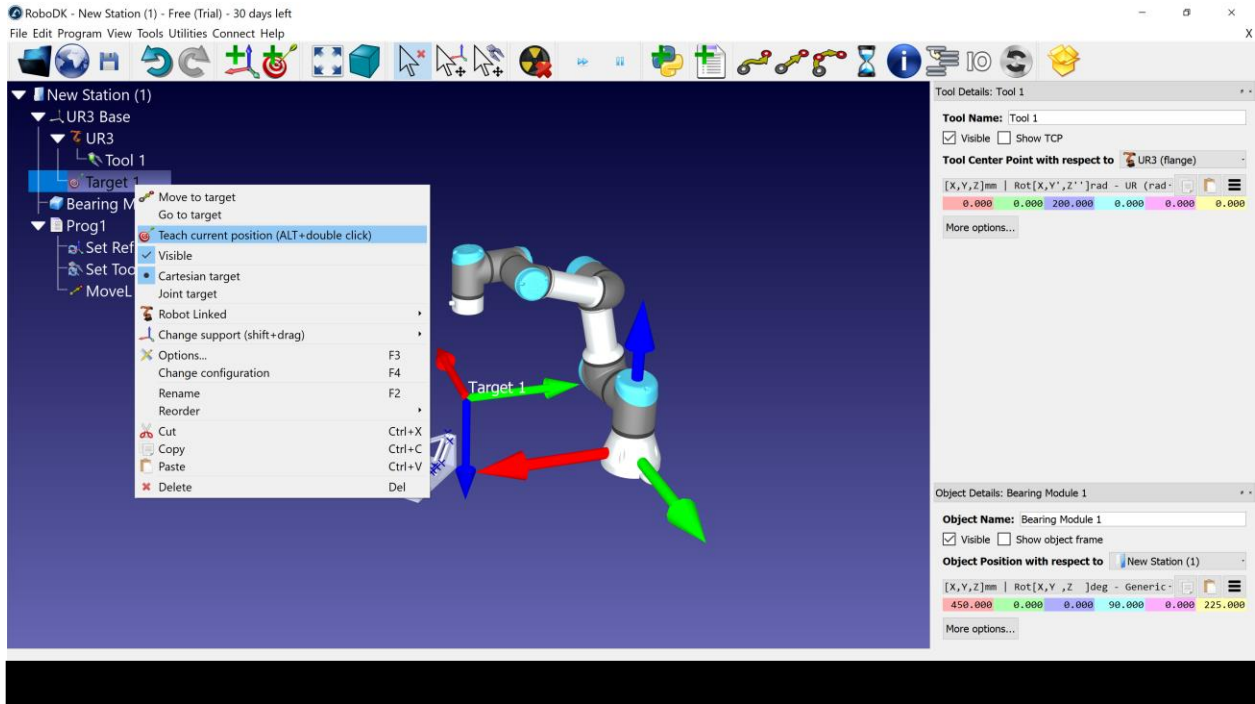 RoboDK - New Station (1) - Free (Trial) - 30 days left
File Edit Program View Tools Utilities Connect Help
X
IO
New Station (1)
UR3 Base
UR3
Tool 1
Target 1
Bearing M
Prog1
Set Ref
Set Too
MoveL
Move to target
Go to target
Teach current position (ALT+double click)
Visible
Cartesian target
Joint target
Robot Linked
Change support (shift+drag)
Options... F3
Change configuration F4
Rename F2
Reorder
Cut Ctrl+X
Copy Ctrl+C
Paste Ctrl+V
Delete Del
Target 1
Tool Details: Tool 1
Tool Name: Tool 1
Visible Show TCP
Tool Center Point with respect to UR3 (flange)
[X,Y,Z]mm | Rot[X,Y',Z'']rad - UR (rad
0.000 0.000 200.000 0.000 0.000 0.000
More options...
Object Details: Bearing Module 1
Object Name: Bearing Module 1
Visible Show object frame
Object Position with respect to New Station (1)
[X,Y,Z]mm | Rot[X,Y ,Z ]deg - Generic
450.000 0.000 0.000 90.000 0.000 225.000
More options...